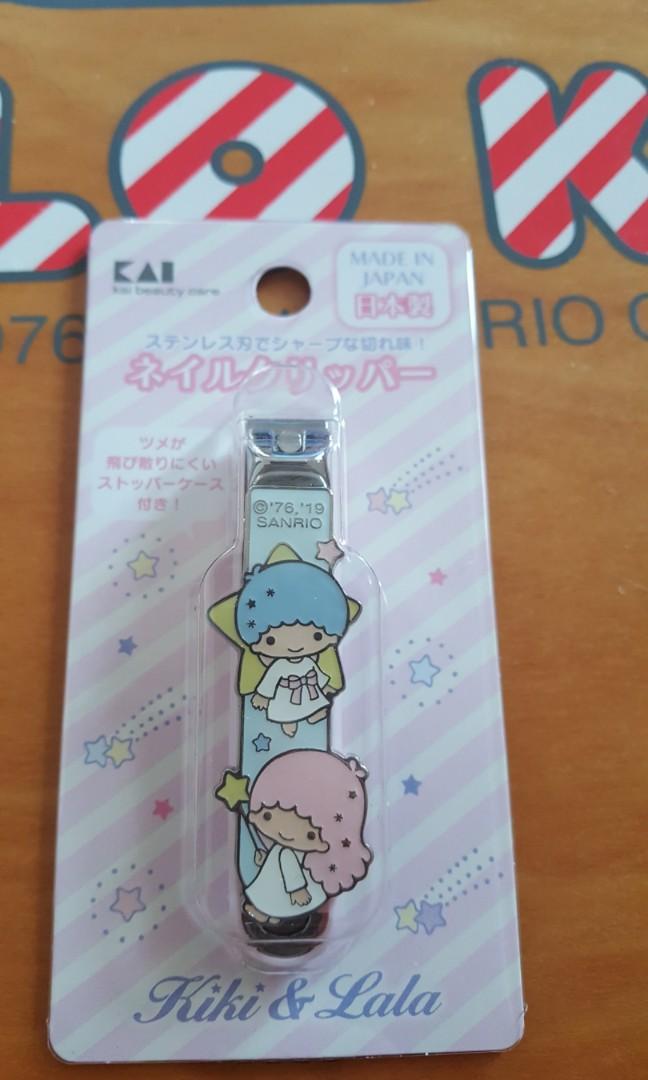 LO K
76
RIO C
KAI
kai beauty care
MADE IN
JAPAN
日本製
ステンレス刃でシャープな切れ味！
ネイルクリッパー
ツメが
飛び散りにくい
ストッパーケース
付き！
©'76,'19
SANRIO
Kiki & Lala